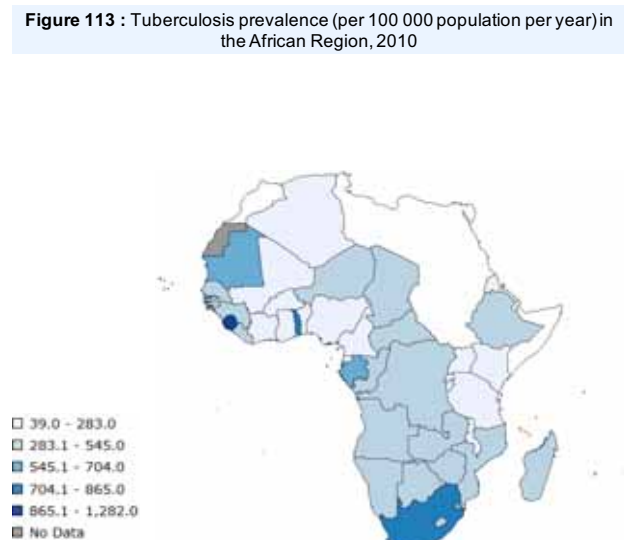 Figure 113 : Tuberculosis prevalence (per 100 000 population per year) in
the African Region, 2010
39.0 - 283.0
283.1 - 545.0
545.1 - 704.0
704.1 - 865.0
865.1 - 1,282.0
No Data